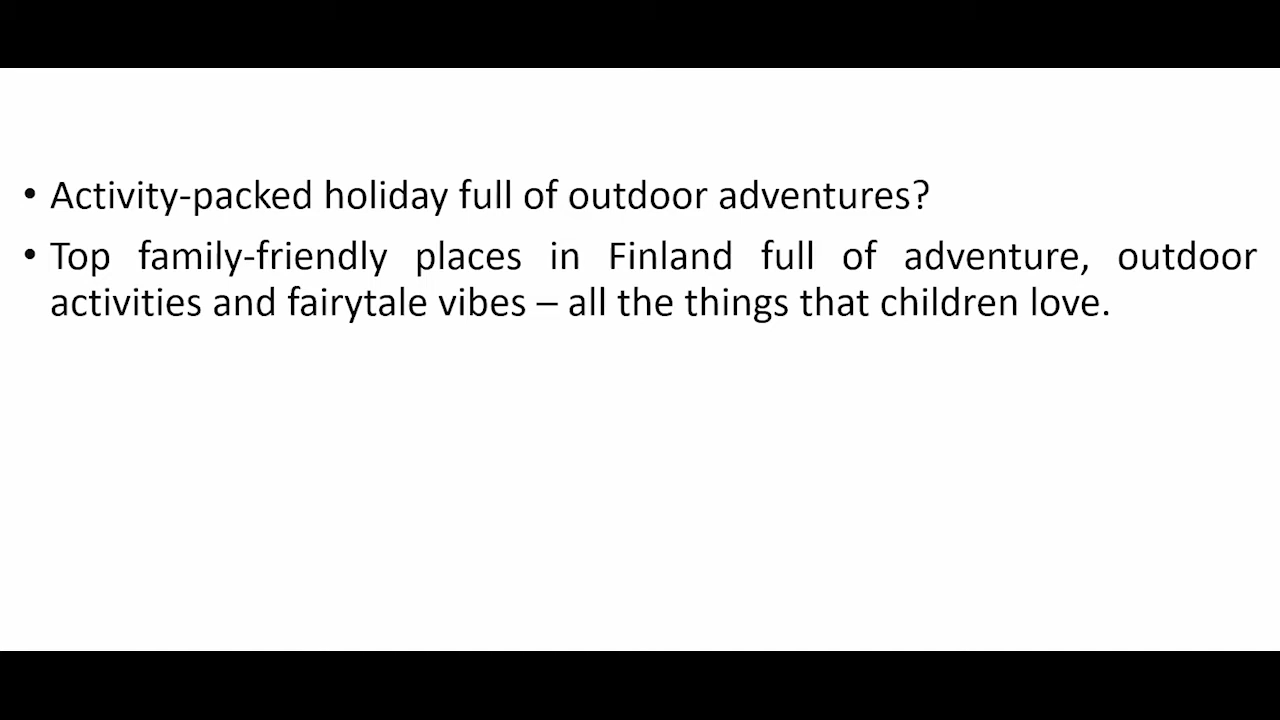 • Activity-packed holiday full of outdoor adventures?
• Top family-friendly places in Finland full of adventure, outdoor
activities and fairytale vibes – all the things that children love.